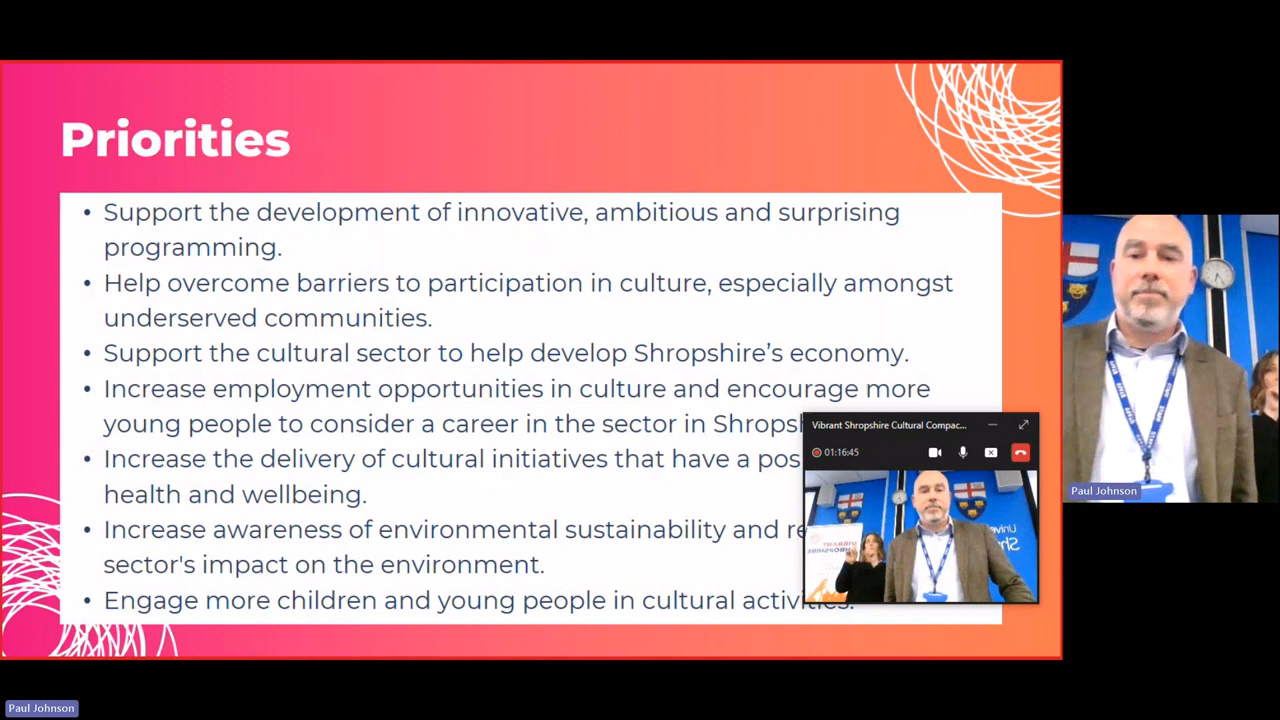 Priorities
• Support the development of innovative, ambitious and surprising
programming.
• Help overcome barriers to participation in culture, especially amongst
underserved communities.
• Support the cultural sector to help develop Shropshire’s economy.
• Increase employment opportunities in culture and encourage more
young people to consider a career in the sector in Shropsh
• Increase the delivery of cultural initiatives that have a pos
health and wellbeing.
• Increase awareness of environmental sustainability and re
sector's impact on the environment.
• Engage more children and young people in cultural activities.
Vibrant Shropshire Cultural Compac...
01:16:45
VIBRANT
SHROPSHIRE
Paul Johnson
Paul Johnson